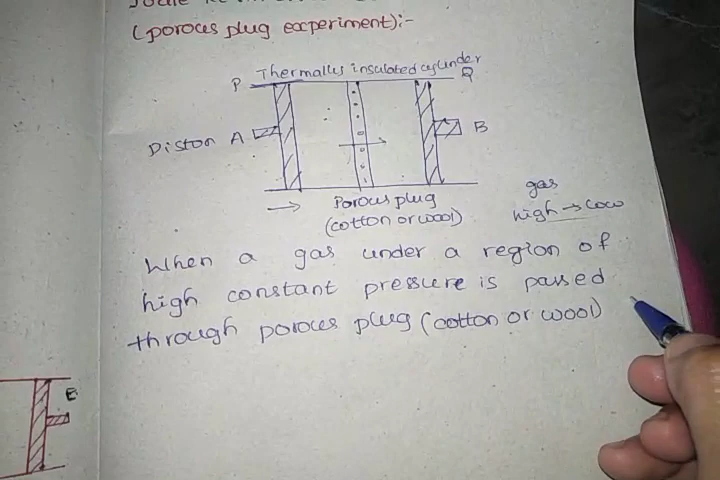 (porous plug experiment):-
P Thermally insulated cylinder Q
Piston A
B
Porous plug
(cotton or wool)
gas
high → low
When a gas under a region of
high constant pressure is passed
through porous plug (cotton or wool)
B